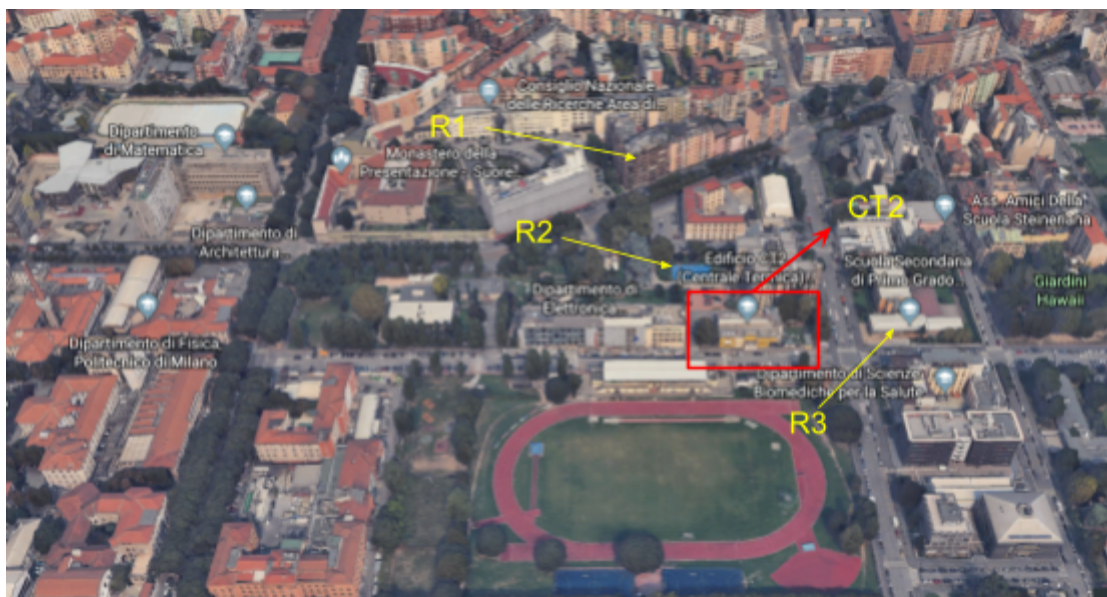 Consiglio Nazionale
delle Ricerche Area di...
R1
Dipartimento
di Matematica
Monastero della
Presentazione - Suore
CT2
Ass. Amici Della
Scuola Steineriana
Dipartimento di
Architettura...
R2
Edificio CT2
(Centrale Termica)...
Scuola Secondaria
di Primo Grado...
Giardini
Hawaii
Dipartimento di
Elettronica
Dipartimento di Fisica,
Politecnico di Milano
Dipartimento di Scienze
Biomediche per la Salute
R3